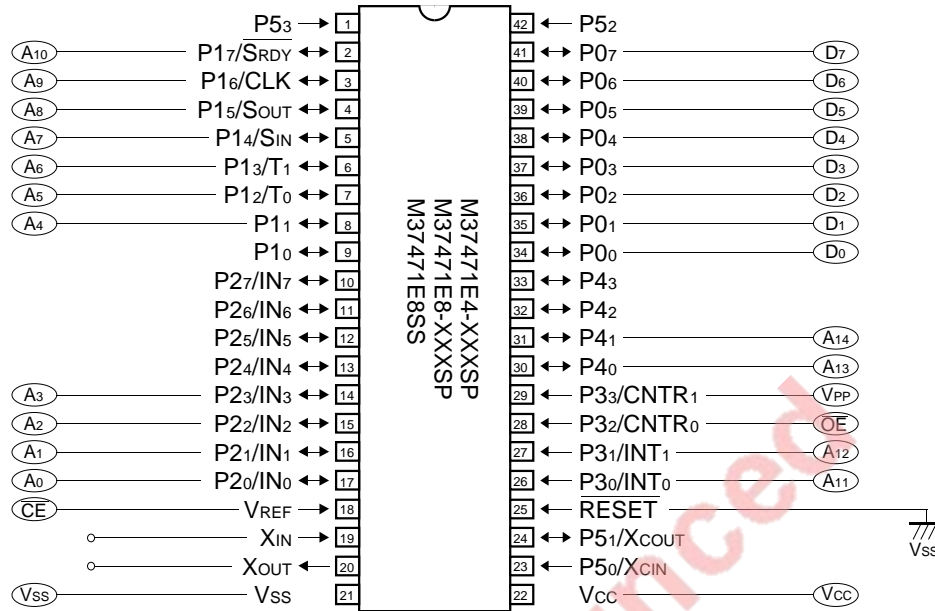 P53 1 42 P52
A10 P17/SRDY 2 41 P07 D7
A9 P16/CLK 3 40 P06 D6
A8 P15/SOUT 4 39 P05 D5
A7 P14/SIN 5 38 P04 D4
A6 P13/T1 6 37 P03 D3
A5 P12/T0 7 36 P02 D2
A4 P11 8 35 P01 D1
P10 9 34 P00 D0
P27/IN7 10 33 P43
P26/IN6 11 32 P42
P25/IN5 12 31 P41 A14
P24/IN4 13 30 P40 A13
A3 P23/IN3 14 29 P33/CNTR1 VPP
A2 P22/IN2 15 28 P32/CNTR0 OE
A1 P21/IN1 16 27 P31/INT1 A12
A0 P20/IN0 17 26 P30/INT0 A11
CE VREF 18 25 RESET
XIN 19 24 P51/XCOUT VSS
XOUT 20 23 P50/XCIN
VSS VSS 21 22 VCC VCC
M37471E4-XXXSP
M37471E8-XXXSP
M37471E8SS